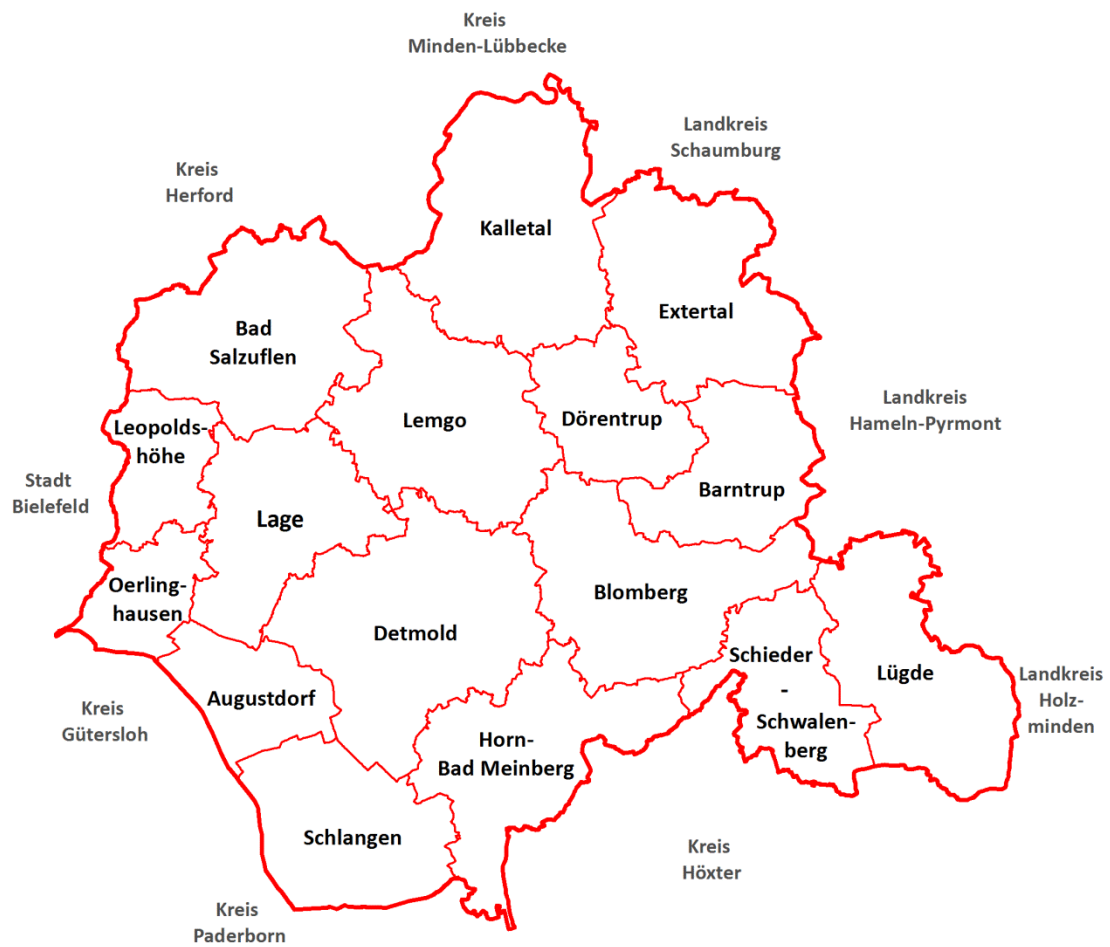 Kreis
Minden-Lübbecke
Landkreis
Schaumburg
Kreis
Herford
Kalletal
Extertal
Bad
Salzuflen
Landkreis
Hameln-Pyrmont
Leopolds-
höhe
Lemgo
Dörentrup
Stadt
Bielefeld
Barntrup
Lage
Oerling-
hausen
Blomberg
Detmold
Schieder
-
Schwalen-
berg
Lügde
Landkreis
Holz-
minden
Augustdorf
Kreis
Gütersloh
Horn-
Bad Meinberg
Schlangen
Kreis
Höxter
Kreis
Paderborn